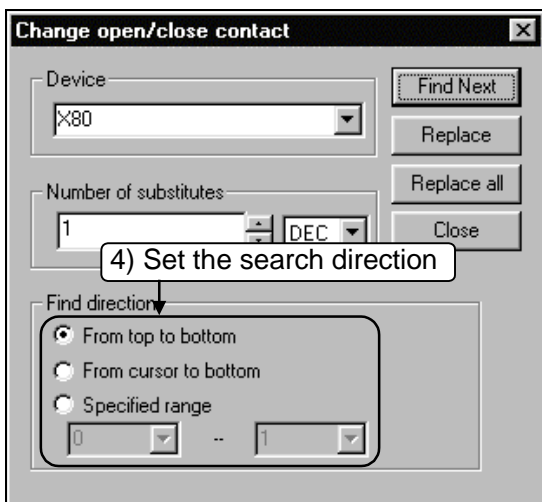 Change open/close contact
Device
X80
Find Next
Replace
Number of substitutes
Replace all
1
DEC
Close
4) Set the search direction
Find direction
From top to bottom
From cursor to bottom
Specified range
0 -- 1